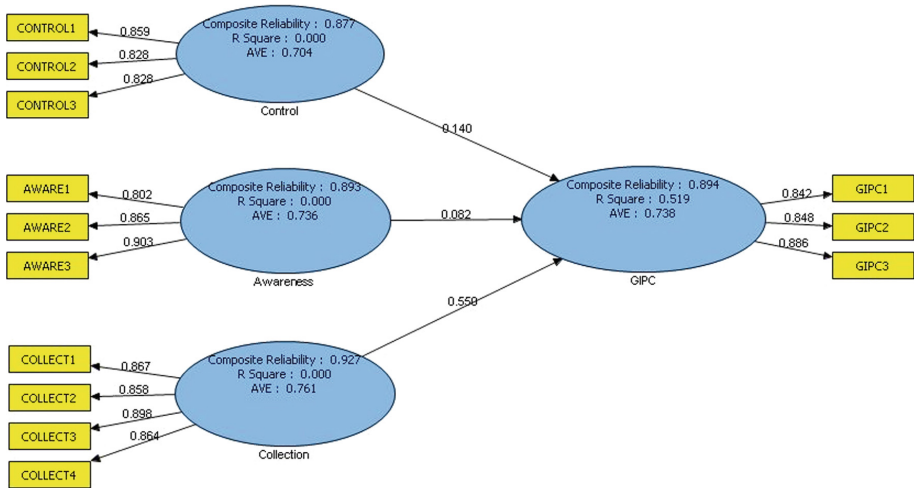 CONTROL1
0.859
CONTROL2
0.828
CONTROL3
0.828
Composite Reliability : 0.877
R Square : 0.000
AVE : 0.704
Control
0.140
AWARE1
0.802
AWARE2
0.865
AWARE3
0.903
Composite Reliability : 0.893
R Square : 0.000
AVE : 0.736
Awareness
0.082
COLLECT1
0.867
COLLECT2
0.858
COLLECT3
0.898
COLLECT4
0.864
Composite Reliability : 0.927
R Square : 0.000
AVE : 0.761
Collection
0.550
Composite Reliability : 0.894
R Square : 0.519
AVE : 0.738
GIPC
0.842
GIPC1
0.848
GIPC2
0.886
GIPC3